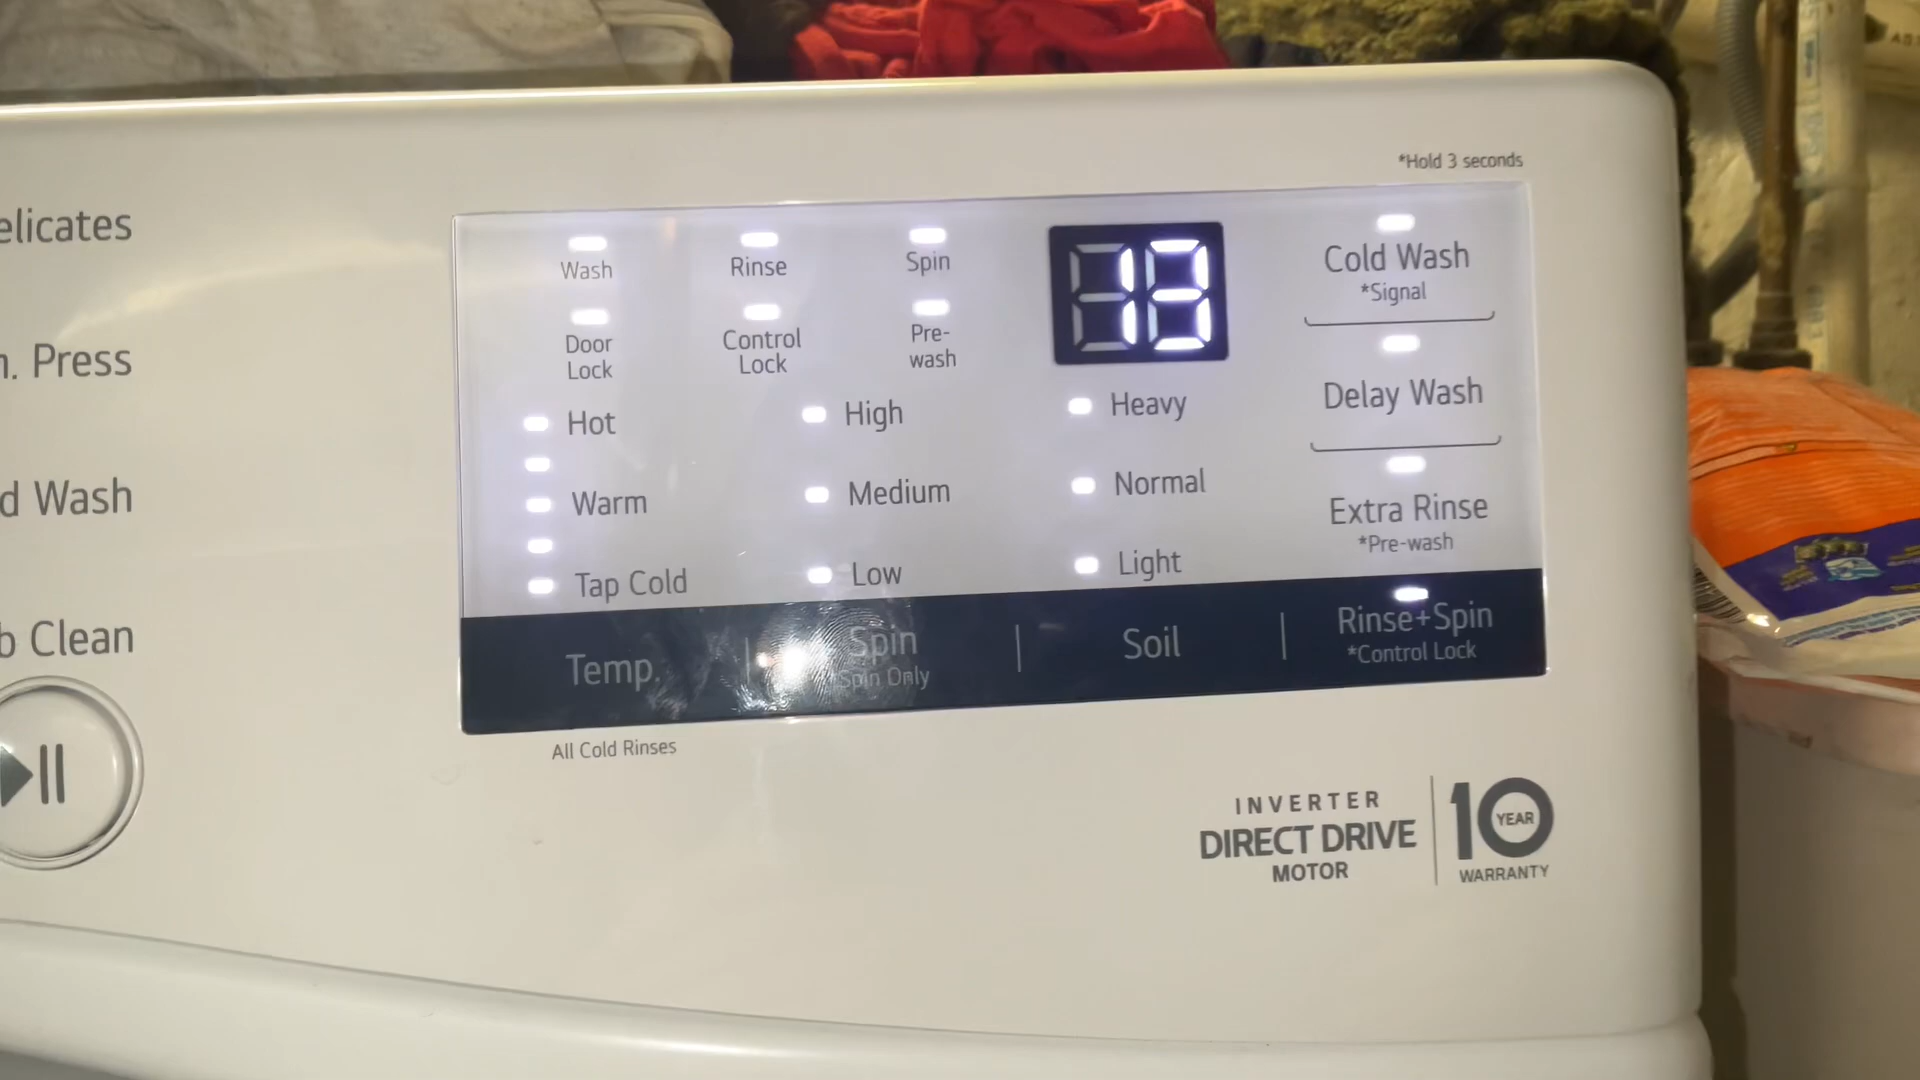 *Hold 3 seconds
elicates
. Press
d Wash
b Clean
Wash
Rinse
Spin
Door
Lock
Control
Lock
Pre-
wash
13
Cold Wash
*Signal
Delay Wash
Extra Rinse
*Pre-wash
Hot
Warm
Tap Cold
High
Medium
Low
Heavy
Normal
Light
Temp.
Spin
Spin Only
Soil
Rinse+Spin
*Control Lock
All Cold Rinses
INVERTER
DIRECT DRIVE
MOTOR
10
YEAR
WARRANTY